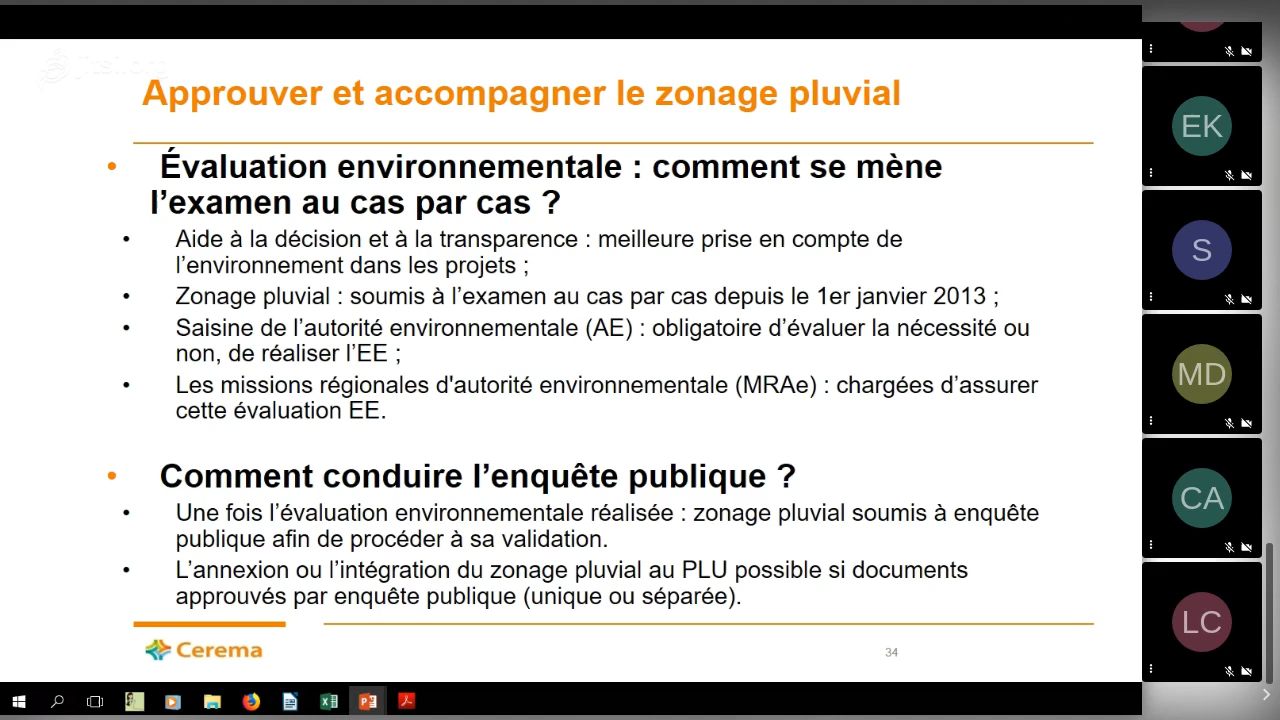 Jitsi.org
Approuver et accompagner le zonage pluvial
• Évaluation environnementale : comment se mène
l’examen au cas par cas ?
• Aide à la décision et à la transparence : meilleure prise en compte de
l’environnement dans les projets ;
• Zonage pluvial : soumis à l’examen au cas par cas depuis le 1er janvier 2013 ;
• Saisine de l’autorité environnementale (AE) : obligatoire d’évaluer la nécessité ou
non, de réaliser l’EE ;
• Les missions régionales d'autorité environnementale (MRAe) : chargées d’assurer
cette évaluation EE.
• Comment conduire l’enquête publique ?
• Une fois l’évaluation environnementale réalisée : zonage pluvial soumis à enquête
publique afin de procéder à sa validation.
• L’annexion ou l’intégration du zonage pluvial au PLU possible si documents
approuvés par enquête publique (unique ou séparée).
Cerema
34
EK
S
MD
CA
LC